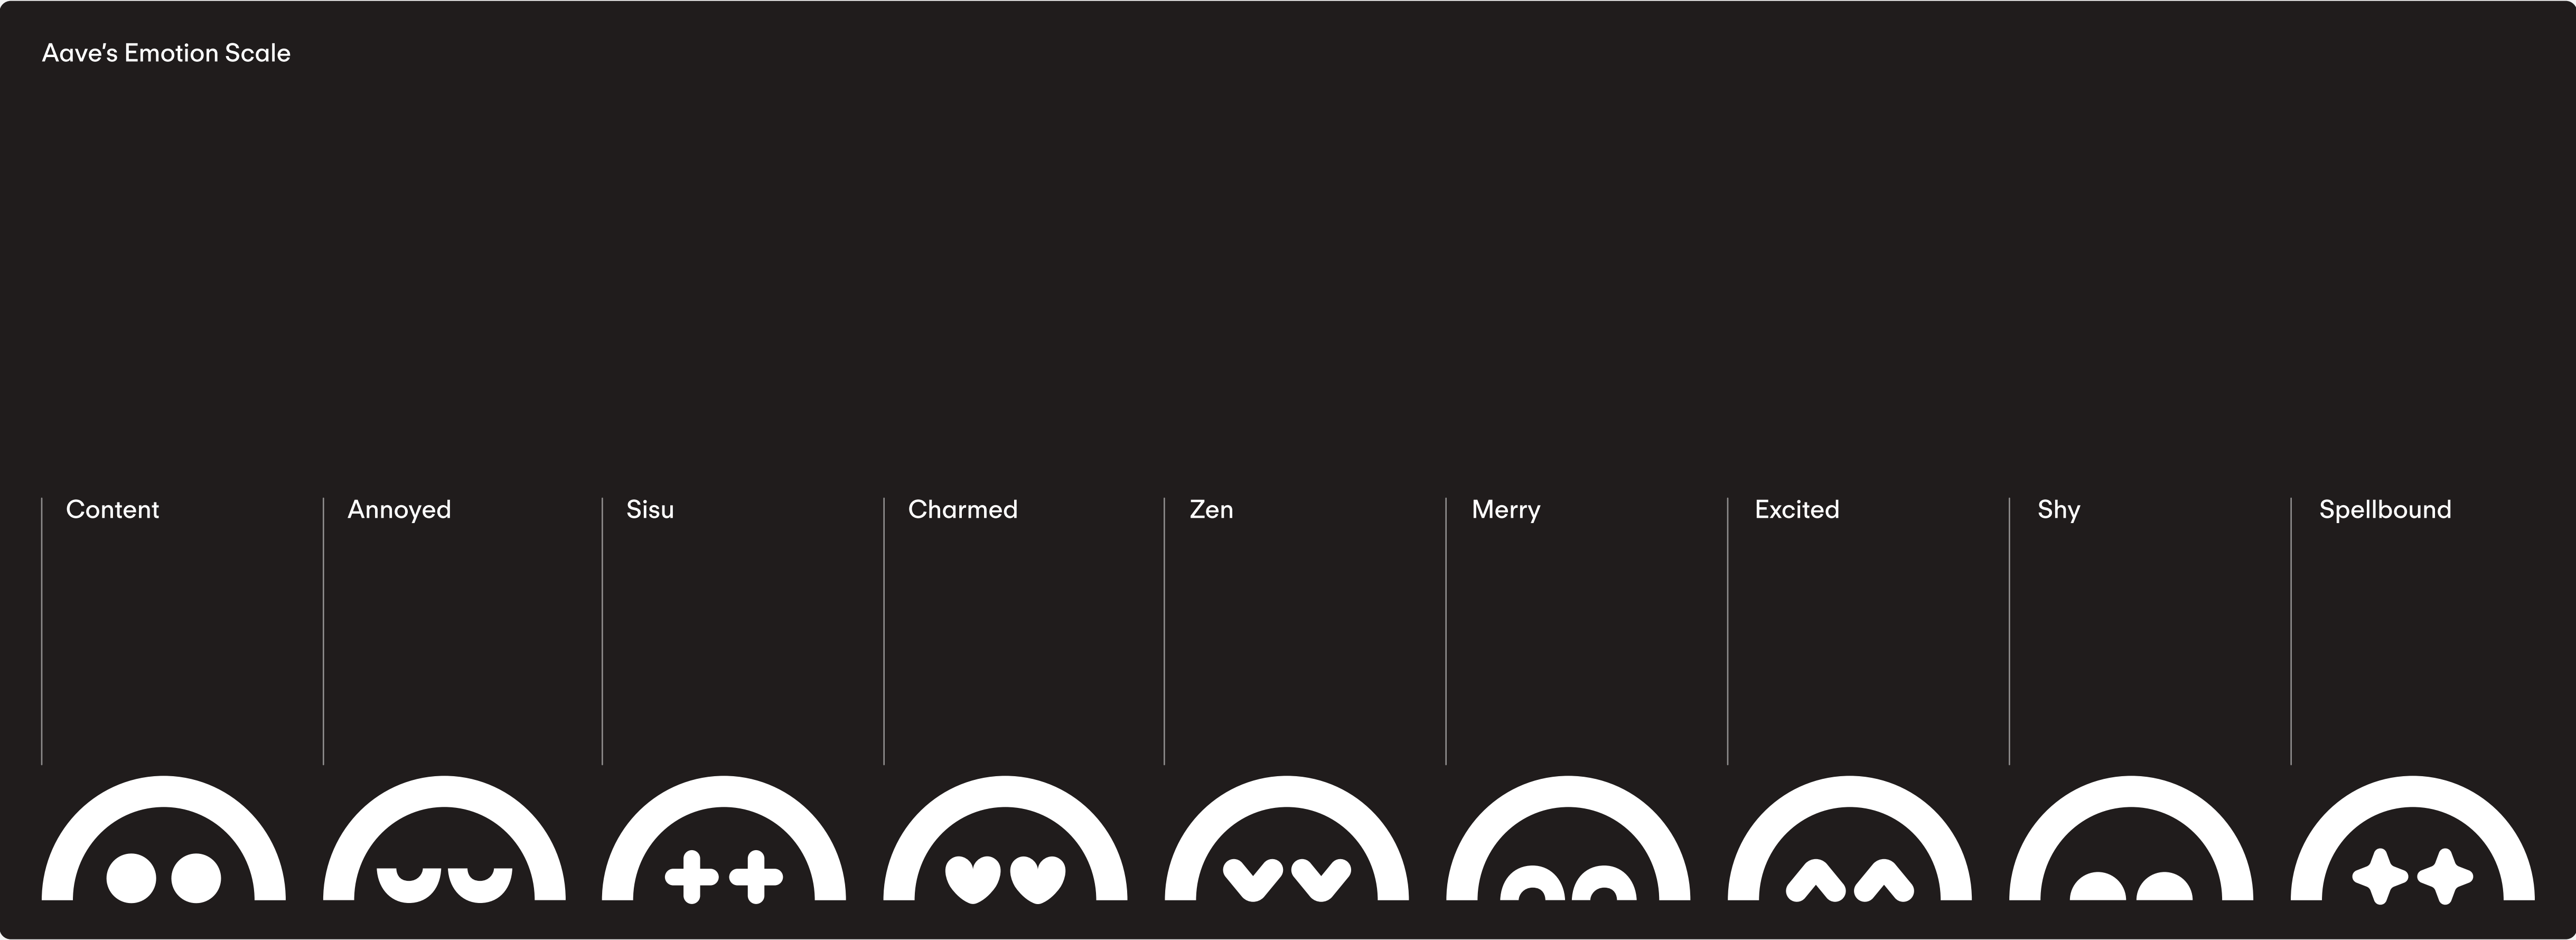 Aave's Emotion Scale
Content
Annoyed
Sisu
Charmed
Zen
Merry
Excited
Shy
Spellbound